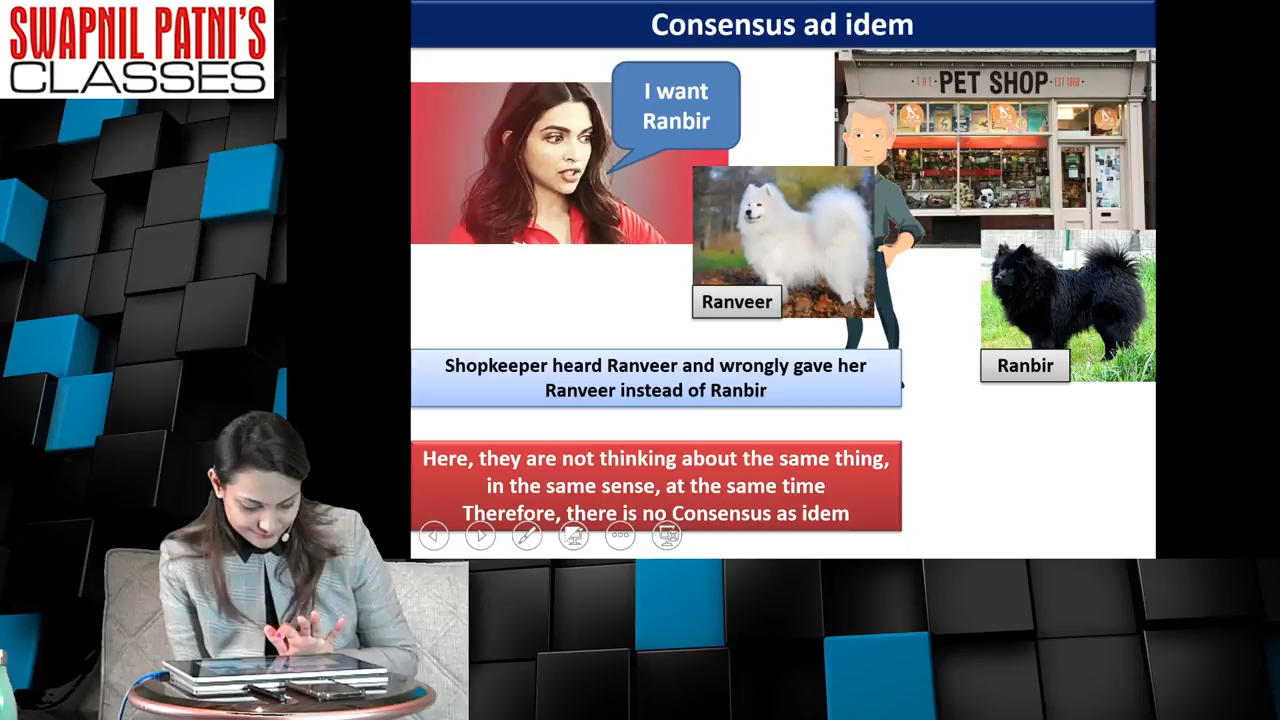 SWAPNIL PATNI'S
CLASSES
Consensus ad idem
I want
Ranbir
THE PET SHOP EST
Ranveer
Ranbir
Shopkeeper heard Ranveer and wrongly gave her
Ranveer instead of Ranbir
Here, they are not thinking about the same thing,
in the same sense, at the same time
Therefore, there is no Consensus as idem